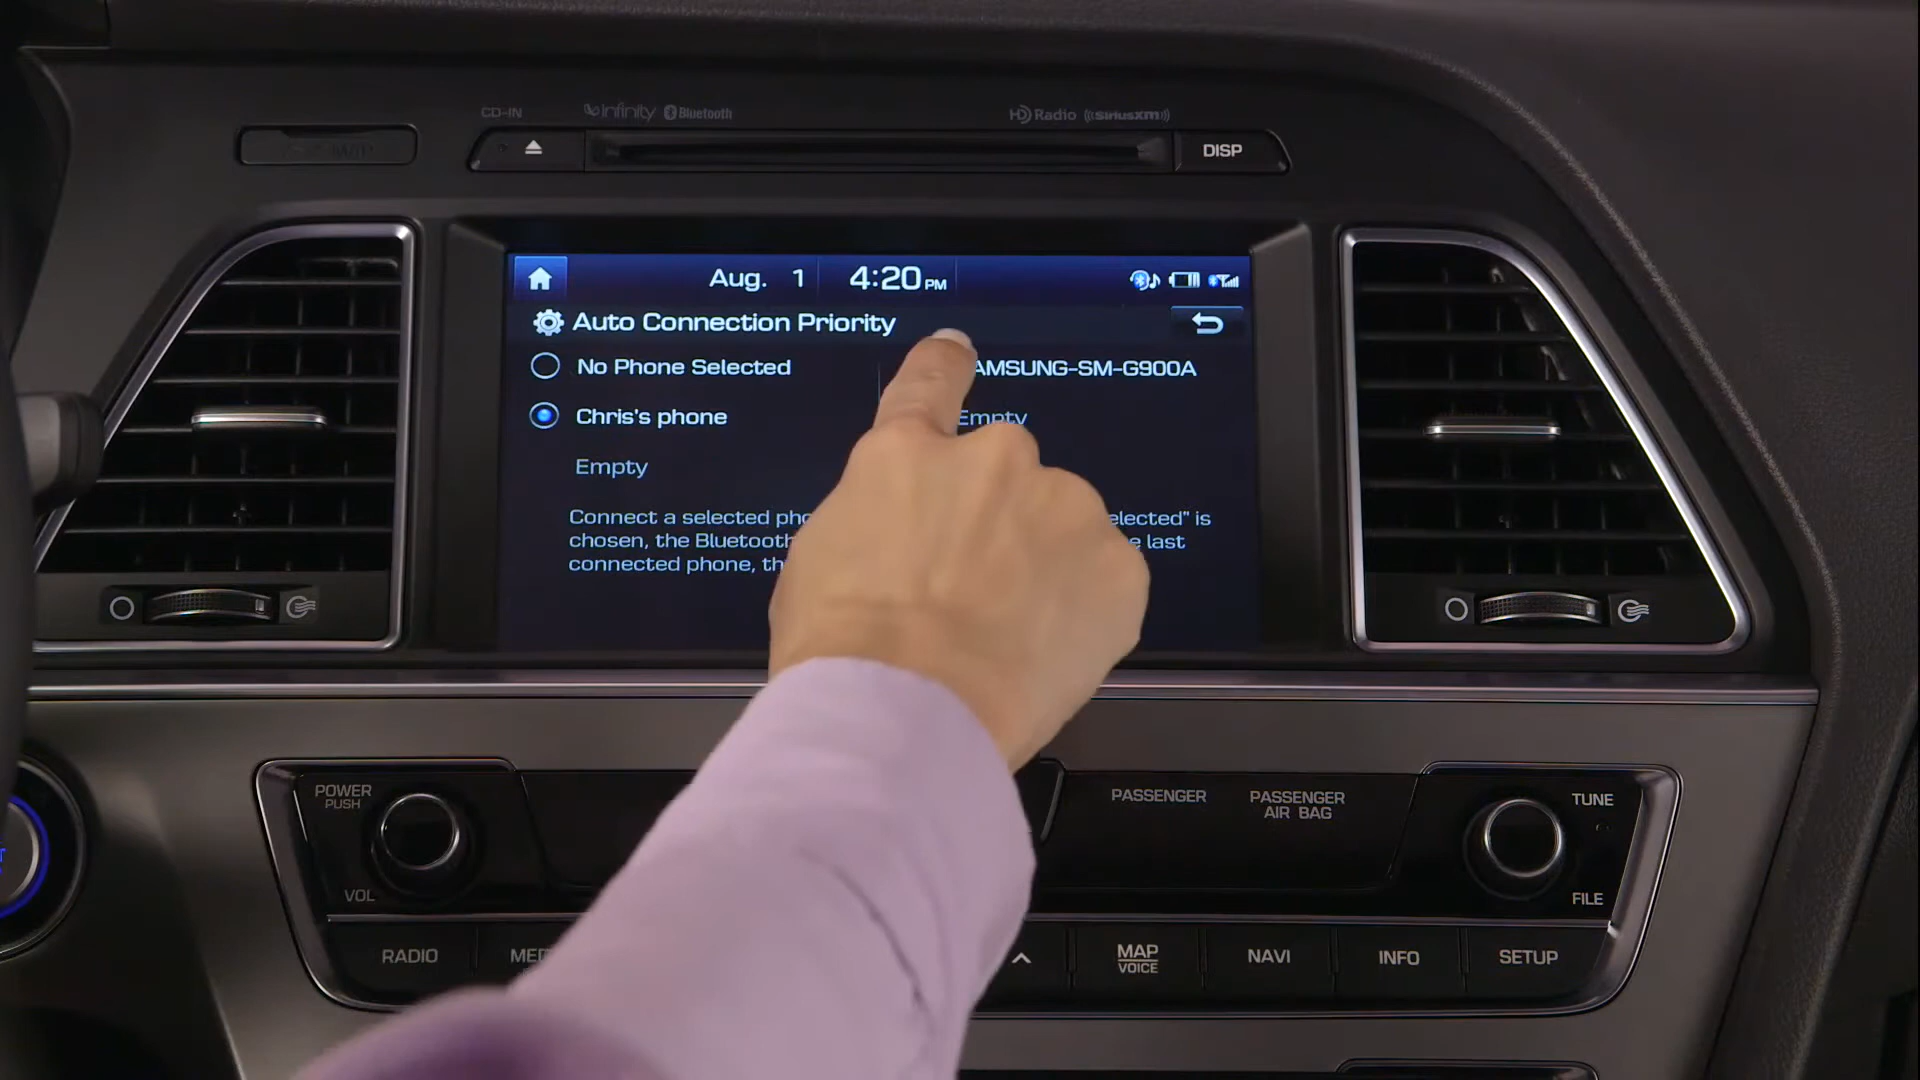 CD-IN
infinity Bluetooth
HD Radio ((SiriusXM))
DISP
Aug. 1 4:20 PM
Auto Connection Priority
No Phone Selected
AMSUNG-SM-G900A
Chris's phone
Empty
Empty
Connect a selected pho elected" is
chosen, the Bluetooth e last
connected phone, th
POWER
PUSH
VOL
PASSENGER
PASSENGER
AIR BAG
TUNE
FILE
RADIO
MED
MAP
VOICE
NAVI
INFO
SETUP